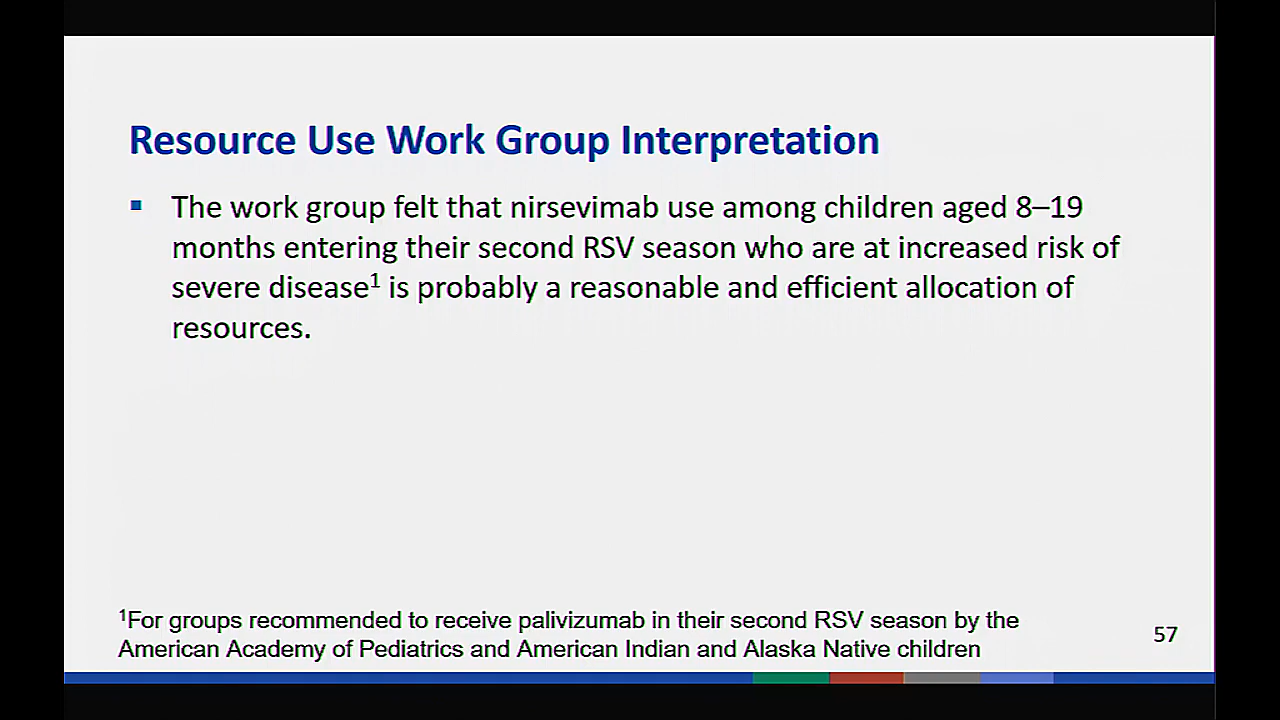 Resource Use Work Group Interpretation
▪ The work group felt that nirsevimab use among children aged 8–19
months entering their second RSV season who are at increased risk of
severe disease¹ is probably a reasonable and efficient allocation of
resources.
¹For groups recommended to receive palivizumab in their second RSV season by the
American Academy of Pediatrics and American Indian and Alaska Native children
57